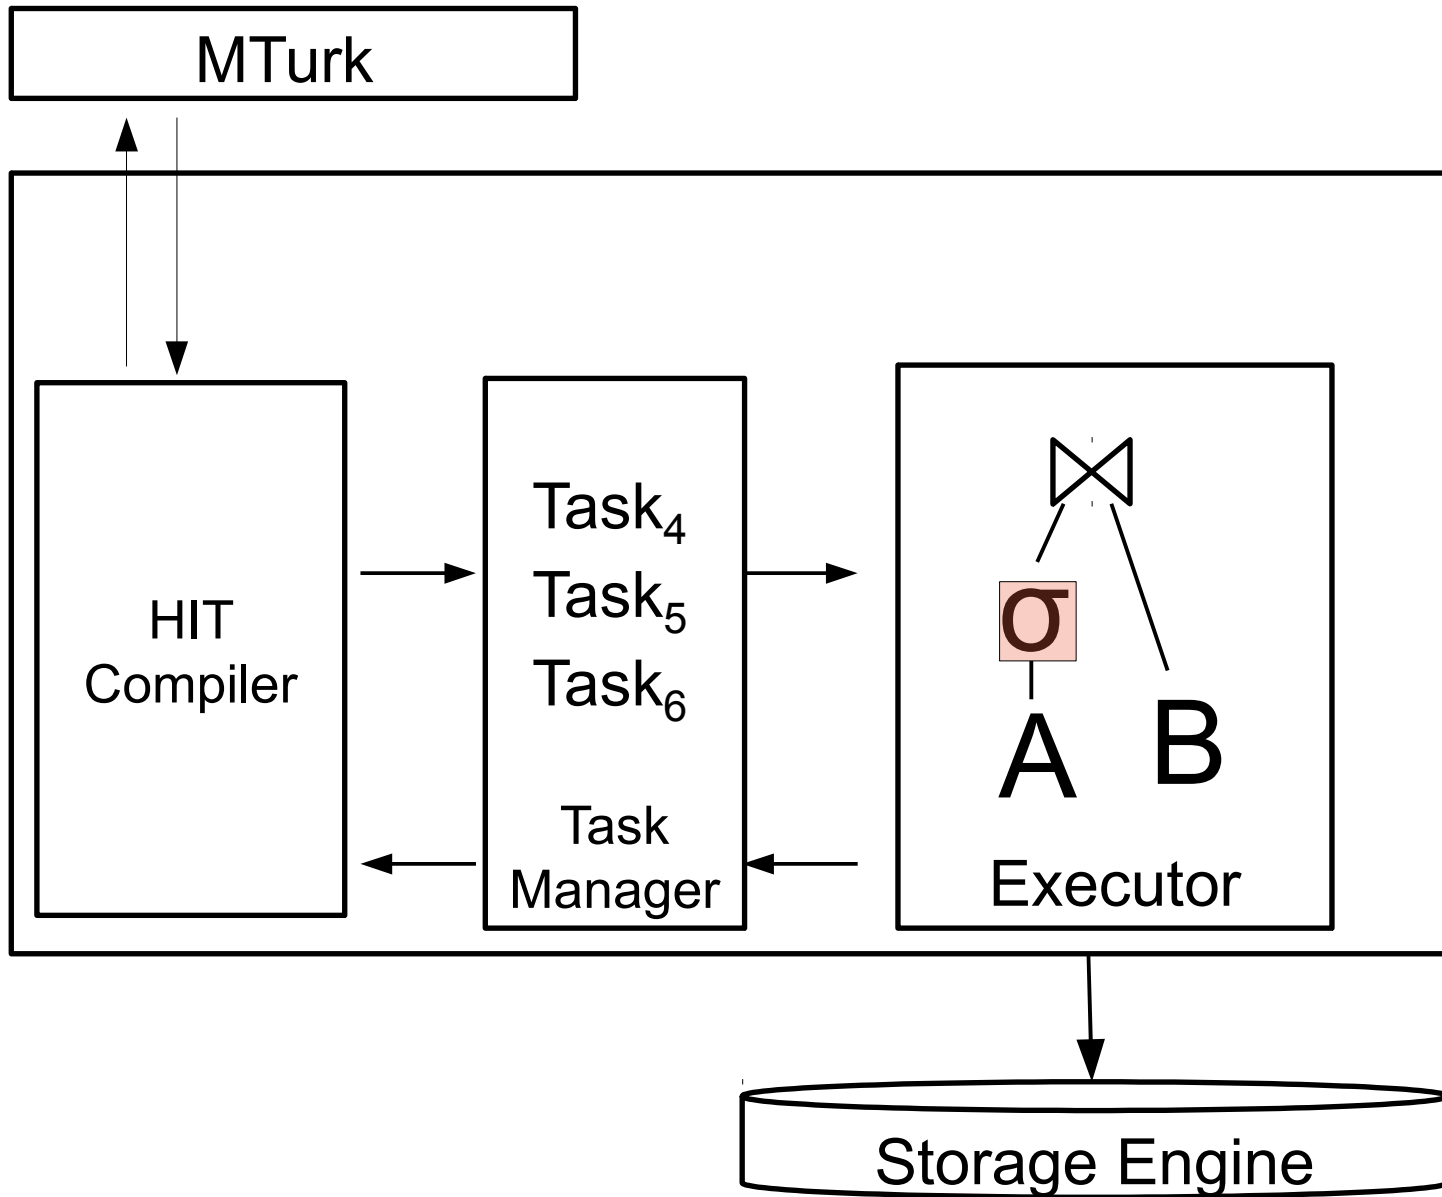 MTurk
HIT
Compiler
Task4
Task5
Task6
Task
Manager
σ
A
B
Executor
Storage Engine